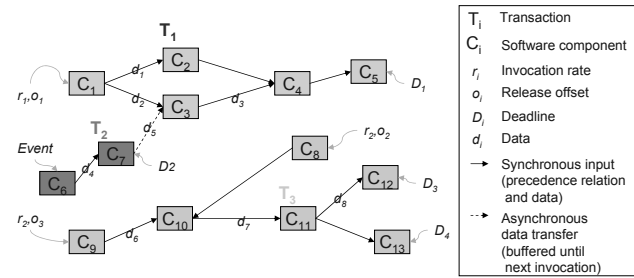 T₁
C₁
C₂
C₃
C₄
C₅
d₁
d₂
d₃
d₅
r₁,o₁
D₁
T₂
Event
C₆
C₇
d₄
D2
C₈
r₂,o₂
T₃
r₂,o₃
C₉
d₆
C₁₀
d₇
C₁₁
d₈
C₁₂
D₃
C₁₃
D₄
Tᵢ Transaction
Cᵢ Software component
rᵢ Invocation rate
oᵢ Release offset
Dᵢ Deadline
dᵢ Data
Synchronous input
(precedence relation
and data)
Asynchronous
data transfer
(buffered until
next invocation)